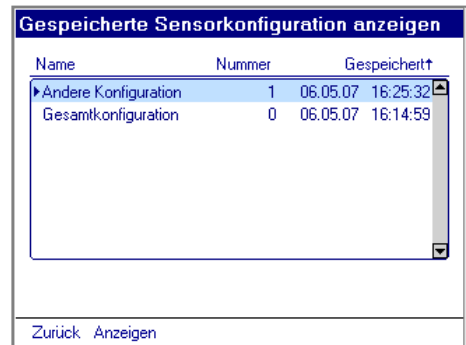 Gespeicherte Sensorkonfiguration anzeigen
Name Nummer Gespeichert↑
Andere Konfiguration 1 06.05.07 16:25:32
Gesamtkonfiguration 0 06.05.07 16:14:59
Zurück Anzeigen